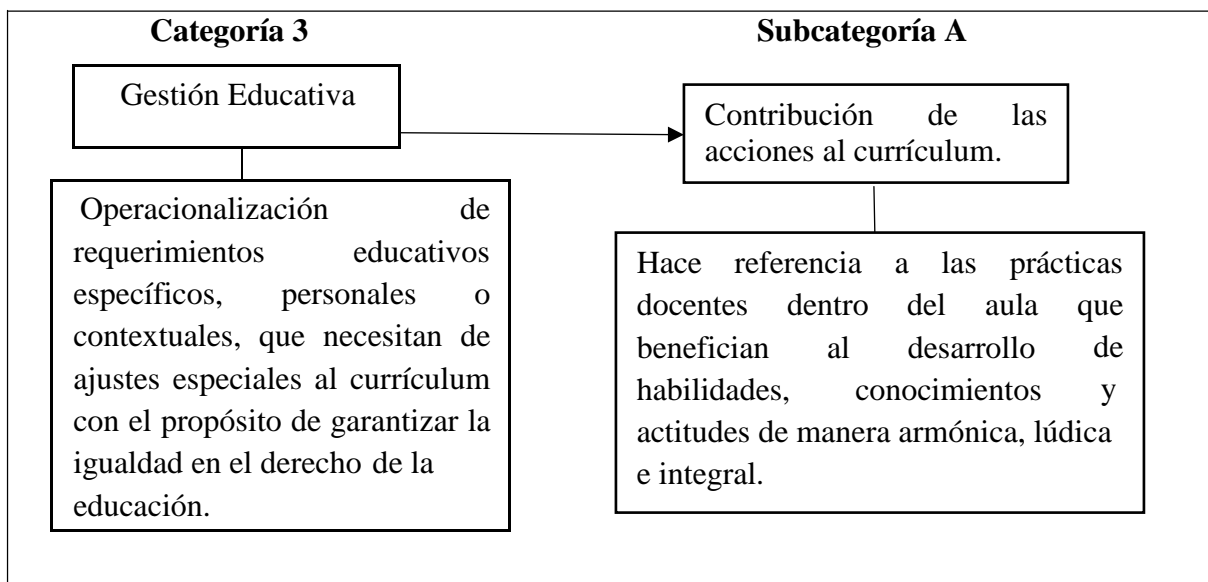 Categoría 3
Subcategoría A
Gestión Educativa
Contribución de las
acciones al currículum.
Operacionalización de
requerimientos educativos
específicos, personales o
contextuales, que necesitan de
ajustes especiales al currículum
con el propósito de garantizar la
igualdad en el derecho de la
educación.
Hace referencia a las prácticas
docentes dentro del aula que
benefician al desarrollo de
habilidades, conocimientos y
actitudes de manera armónica, lúdica
e integral.